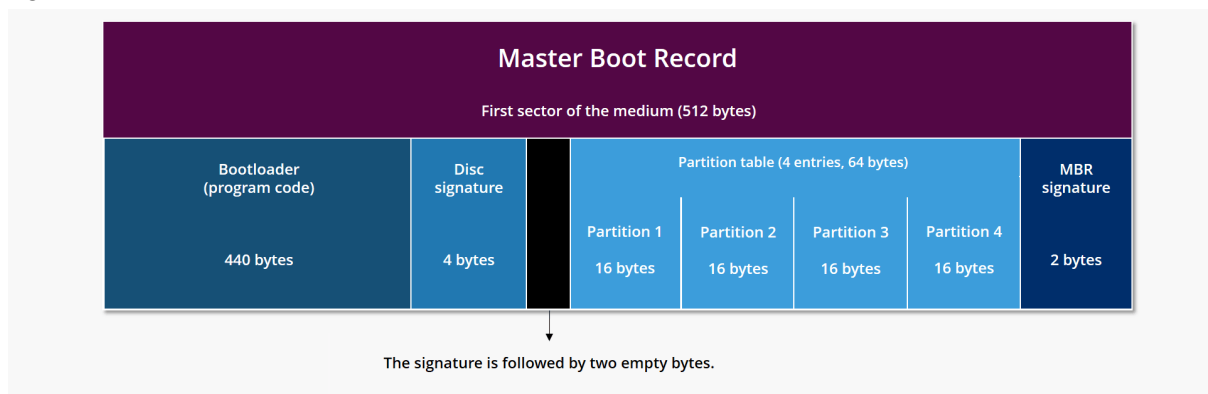 Master Boot Record
First sector of the medium (512 bytes)
Bootloader
(program code)
440 bytes
Disc
signature
4 bytes
Partition table (4 entries, 64 bytes)
Partition 1
16 bytes
Partition 2
16 bytes
Partition 3
16 bytes
Partition 4
16 bytes
MBR
signature
2 bytes
The signature is followed by two empty bytes.